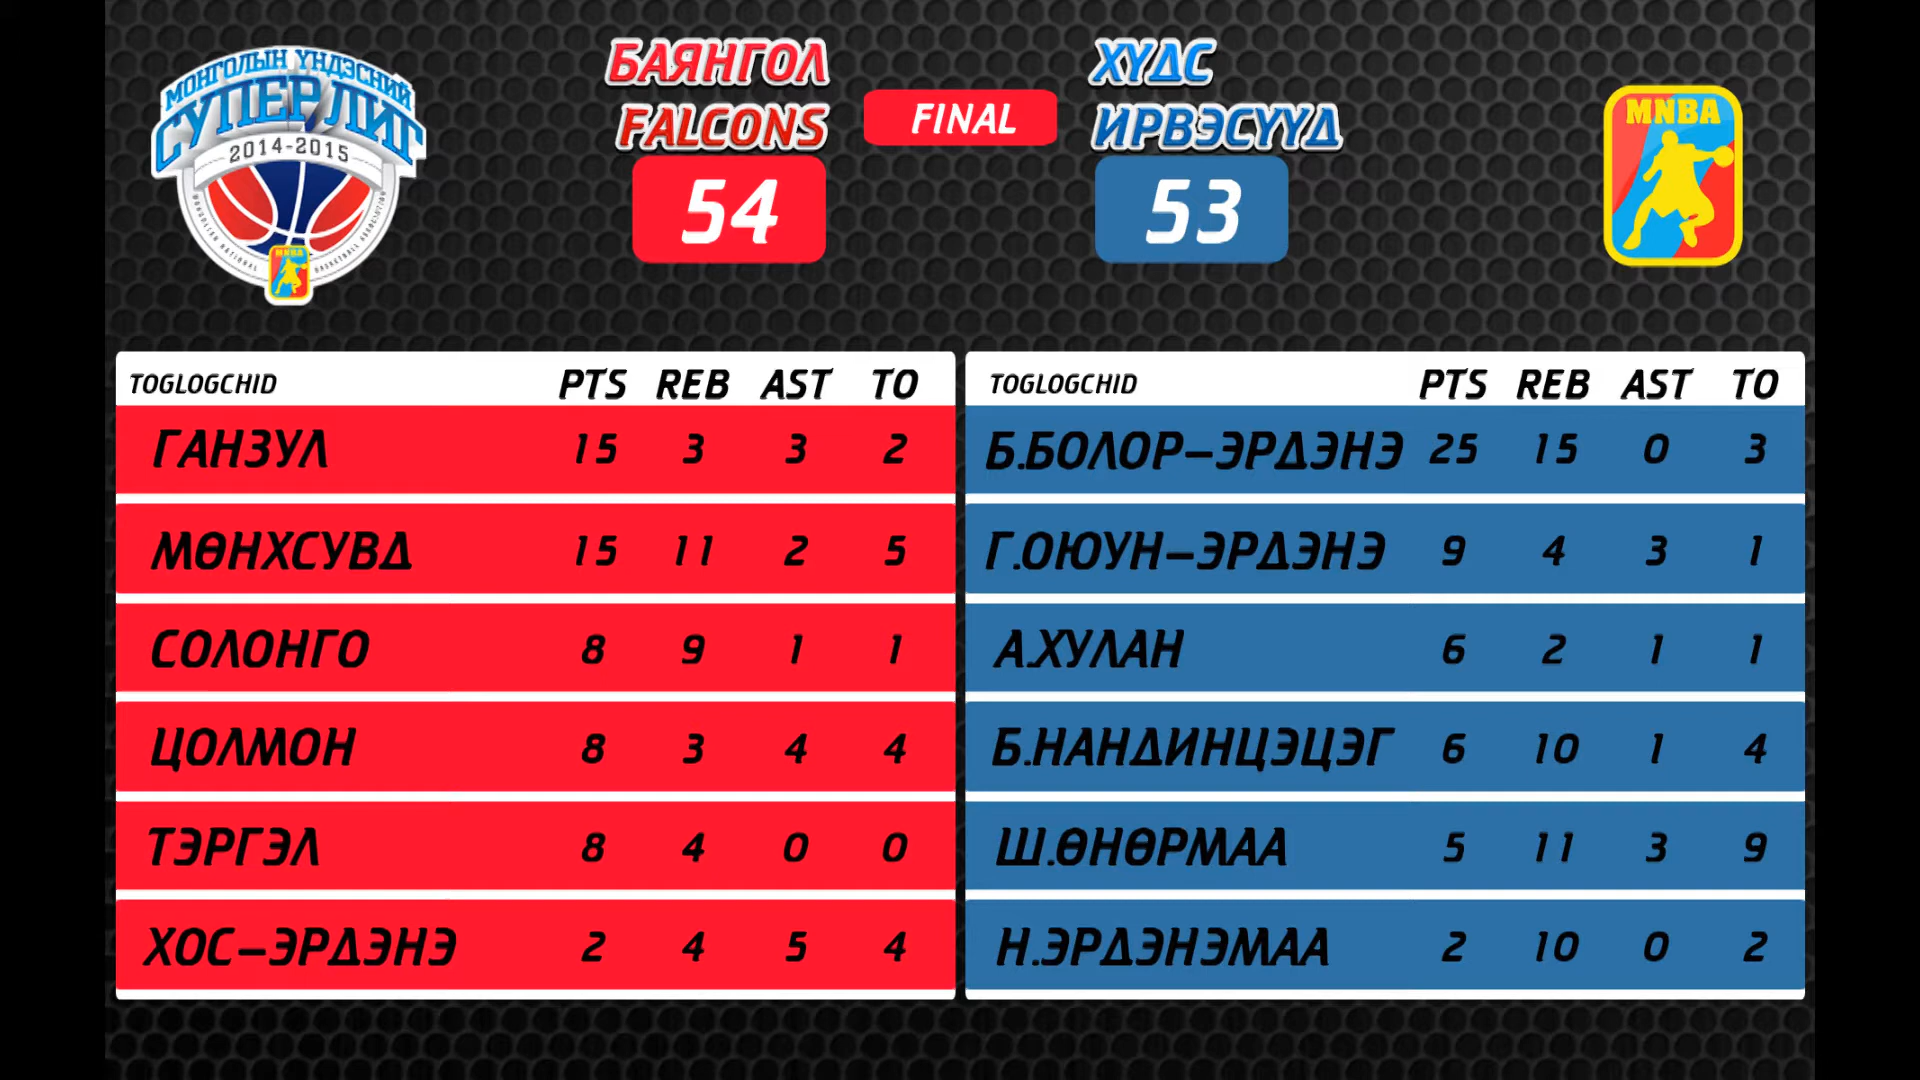 МОНГОЛЫН ҮНДЭСНИЙ
СУПЕР ЛИГ
2014-2015
MNBA
БАЯНГОЛ
FALCONS
54
FINAL
ХҮДС
ИРВЭСҮҮД
53
MNBA
TOGLOGCHID PTS REB AST TO
ГАНЗУЛ 15 3 3 2
МӨНХСУВД 15 11 2 5
СОЛОНГО 8 9 1 1
ЦОЛМОН 8 3 4 4
ТЭРГЭЛ 8 4 0 0
ХОС-ЭРДЭНЭ 2 4 5 4
TOGLOGCHID PTS REB AST TO
Б.БОЛОР-ЭРДЭНЭ 25 15 0 3
Г.ОЮУН-ЭРДЭНЭ 9 4 3 1
А.ХУЛАН 6 2 1 1
Б.НАНДИНЦЭЦЭГ 6 10 1 4
Ш.ӨНӨРМАА 5 11 3 9
Н.ЭРДЭНЭМАА 2 10 0 2